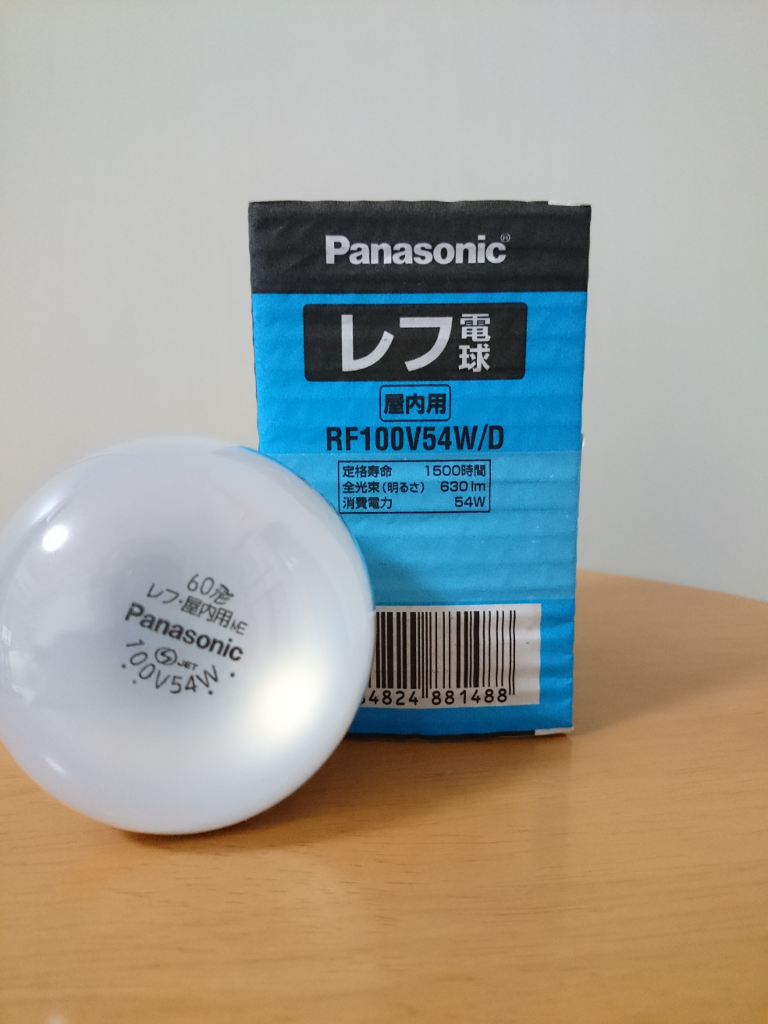 Panasonic®
レフ電球
屋内用
RF100V54W/D
定格寿命 1500時間
全光束(明るさ) 630 lm
消費電力 54W
4824 881488
60形
レフ・屋内用
Panasonic
JET
100V54W